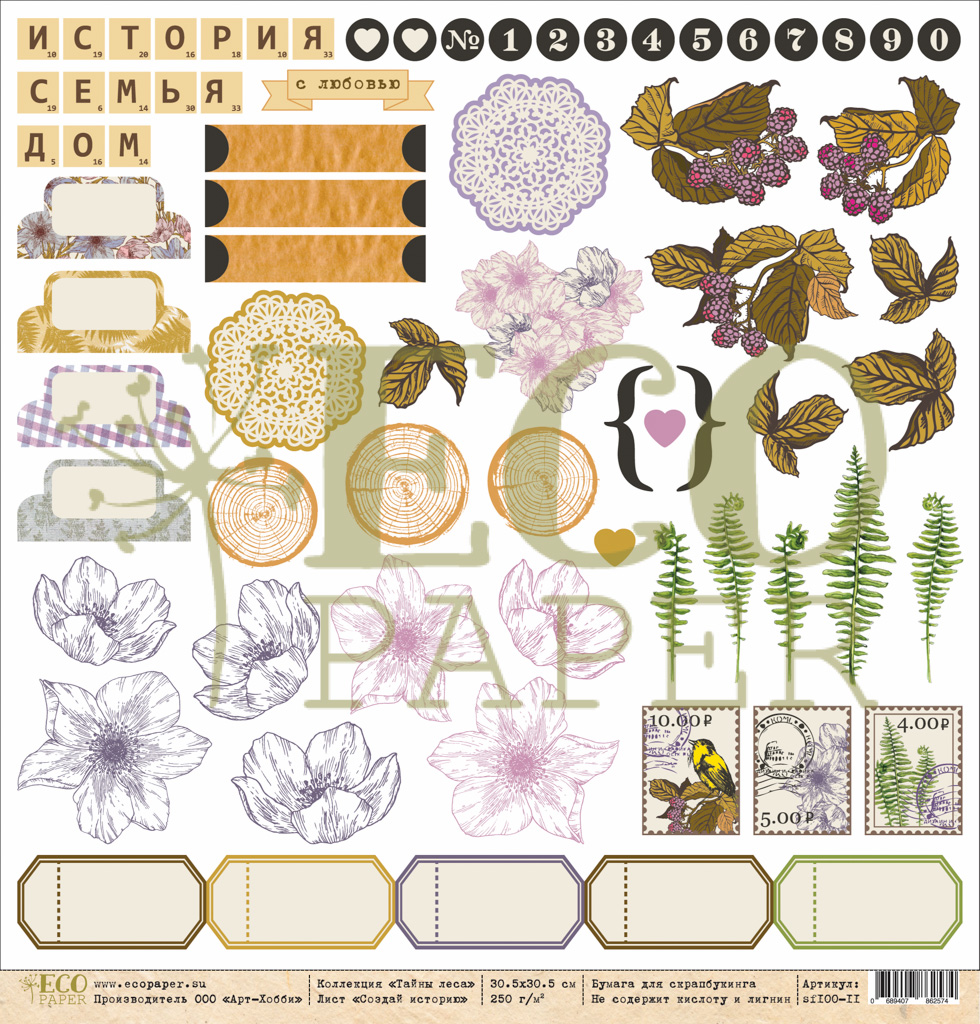 И С Т О Р И Я
10 19 20 16 18 10 33
№ 1 2 3 4 5 6 7 8 9 0
С Е М Ь Я
19 6 14 30 33
с любовью
Д О М
5 16 14
ECO
PAPER
10.00₽
5.00₽
4.00₽
ECO
PAPER
www.ecopaper.su
Производитель ООО «Арт-Хобби»
Коллекция «Тайны леса»
Лист «Создай историю»
30.5x30.5 см
250 г/м²
Бумага для скрапбукинга
Не содержит кислоту и лигнин
Артикул:
sf100-11
0 689407 862574